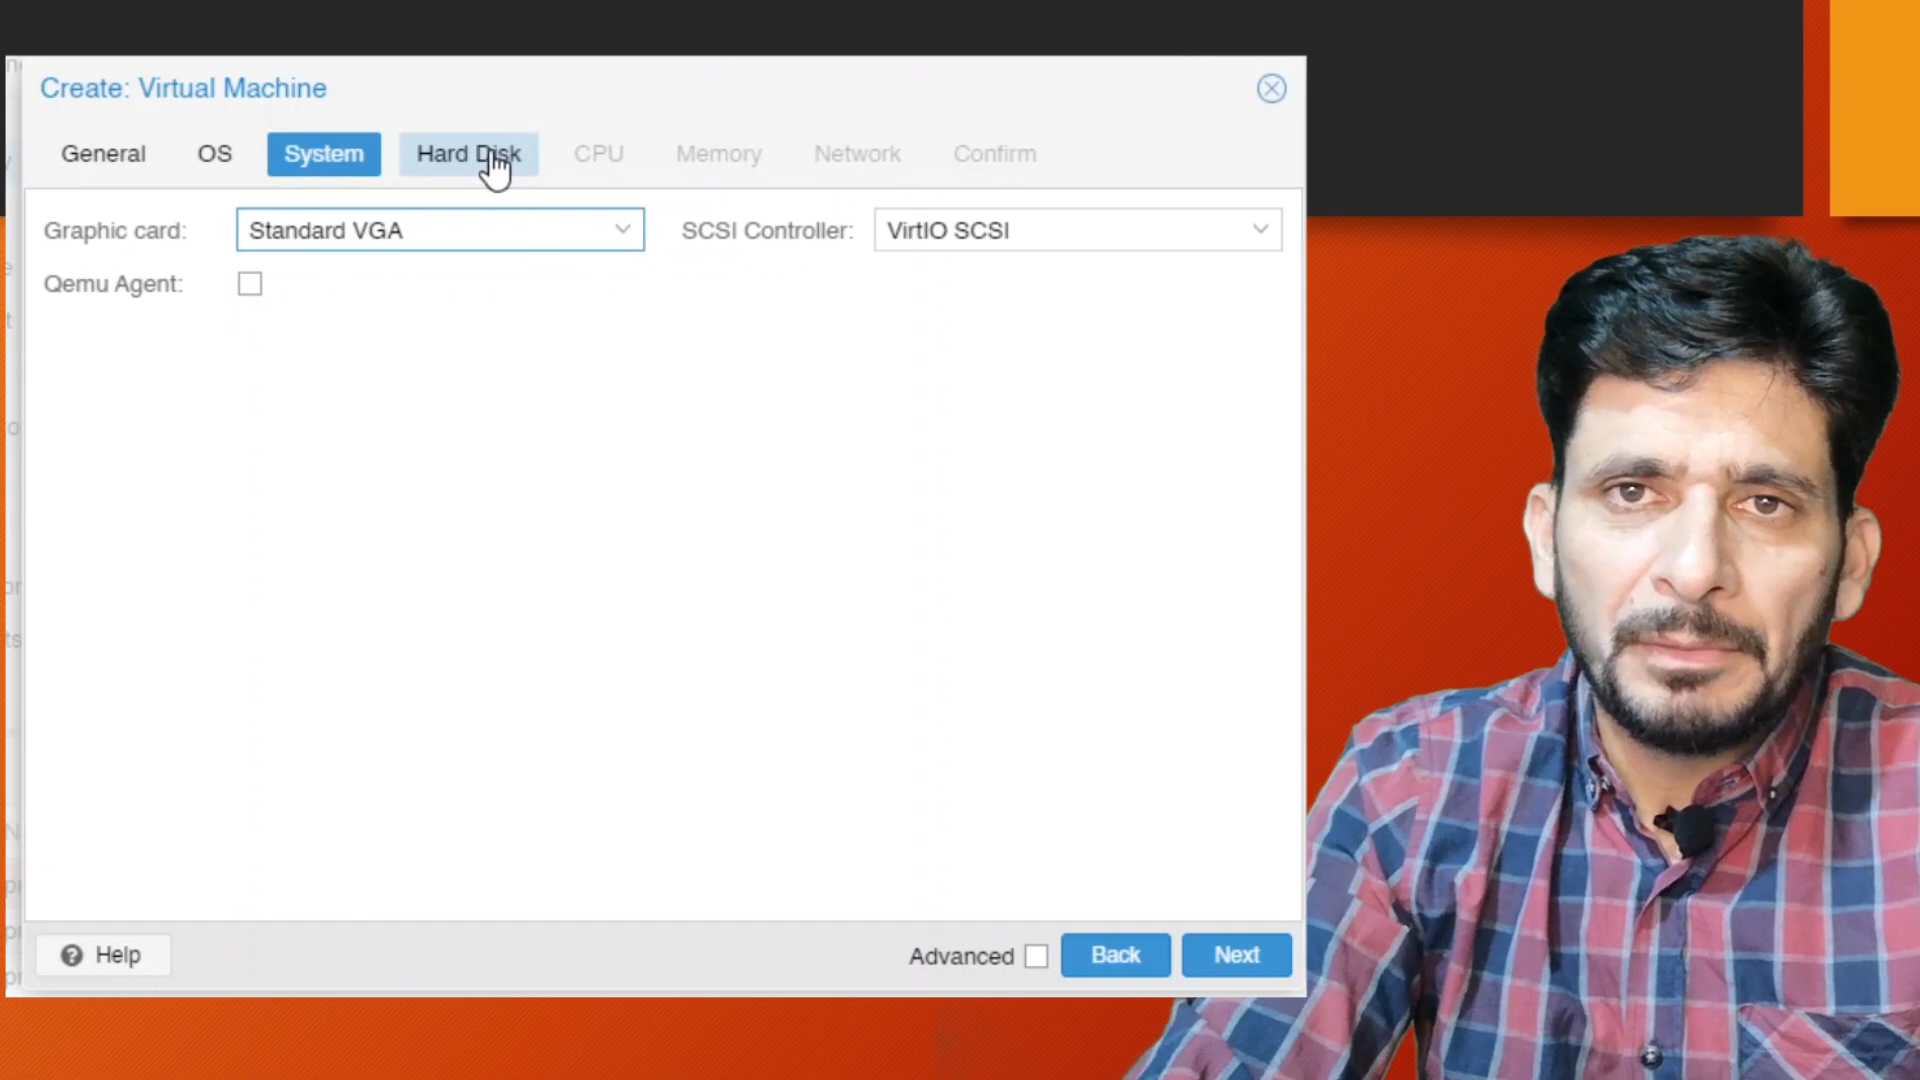 Create: Virtual Machine
General OS System Hard Disk CPU Memory Network Confirm
Graphic card: Standard VGA SCSI Controller: VirtIO SCSI
Qemu Agent:
Help Advanced Back Next